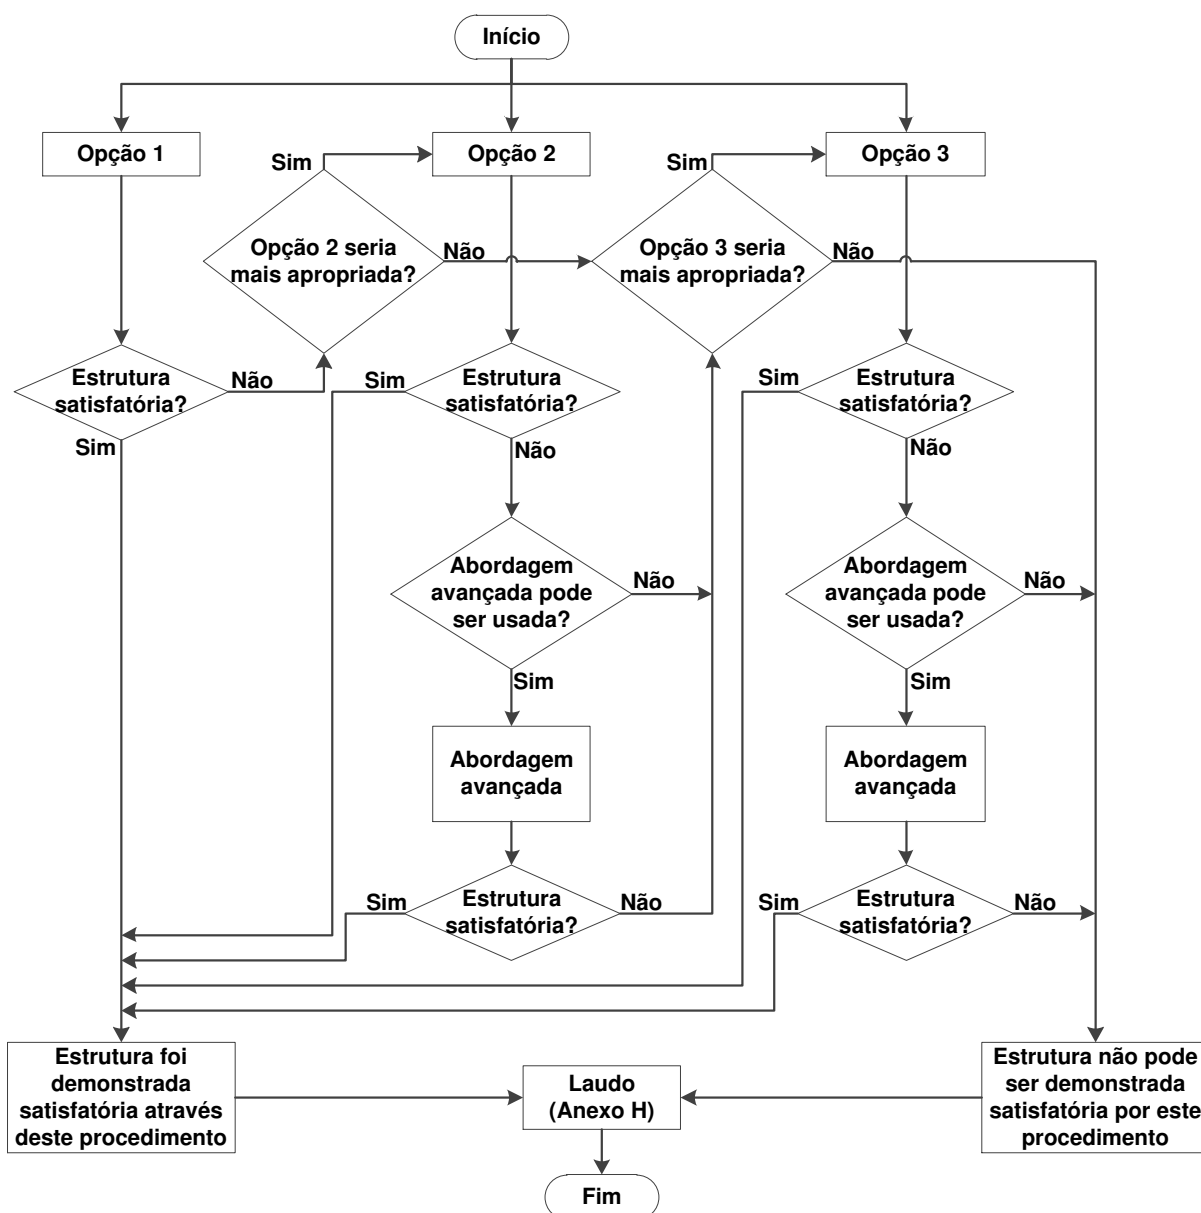 Início
Opção 1
Sim
Opção 2
Sim
Opção 3
Opção 2 seria
mais apropriada?
Não
Opção 3 seria
mais apropriada?
Não
Estrutura
satisfatória?
Não
Sim
Sim
Estrutura
satisfatória?
Não
Sim
Estrutura
satisfatória?
Não
Abordagem
avançada pode
ser usada?
Não
Sim
Abordagem
avançada pode
ser usada?
Não
Sim
Abordagem
avançada
Abordagem
avançada
Sim
Estrutura
satisfatória?
Não
Sim
Estrutura
satisfatória?
Não
Estrutura foi
demonstrada
satisfatória através
deste procedimento
Laudo
(Anexo H)
Estrutura não pode
ser demonstrada
satisfatória por este
procedimento
Fim